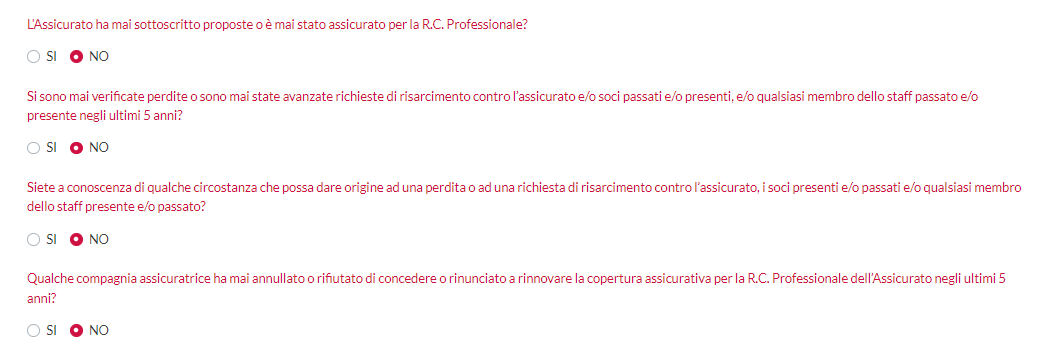 L'Assicurato ha mai sottoscritto proposte o è mai stato assicurato per la R.C. Professionale?
SI NO
Si sono mai verificate perdite o sono mai state avanzate richieste di risarcimento contro l'assicurato e/o soci passati e/o presenti, e/o qualsiasi membro dello staff passato e/o
presente negli ultimi 5 anni?
SI NO
Siete a conoscenza di qualche circostanza che possa dare origine ad una perdita o ad una richiesta di risarcimento contro l'assicurato, i soci presenti e/o passati e/o qualsiasi membro
dello staff presente e/o passato?
SI NO
Qualche compagnia assicuratrice ha mai annullato o rifiutato di concedere o rinunciato a rinnovare la copertura assicurativa per la R.C. Professionale dell'Assicurato negli ultimi 5
anni?
SI NO